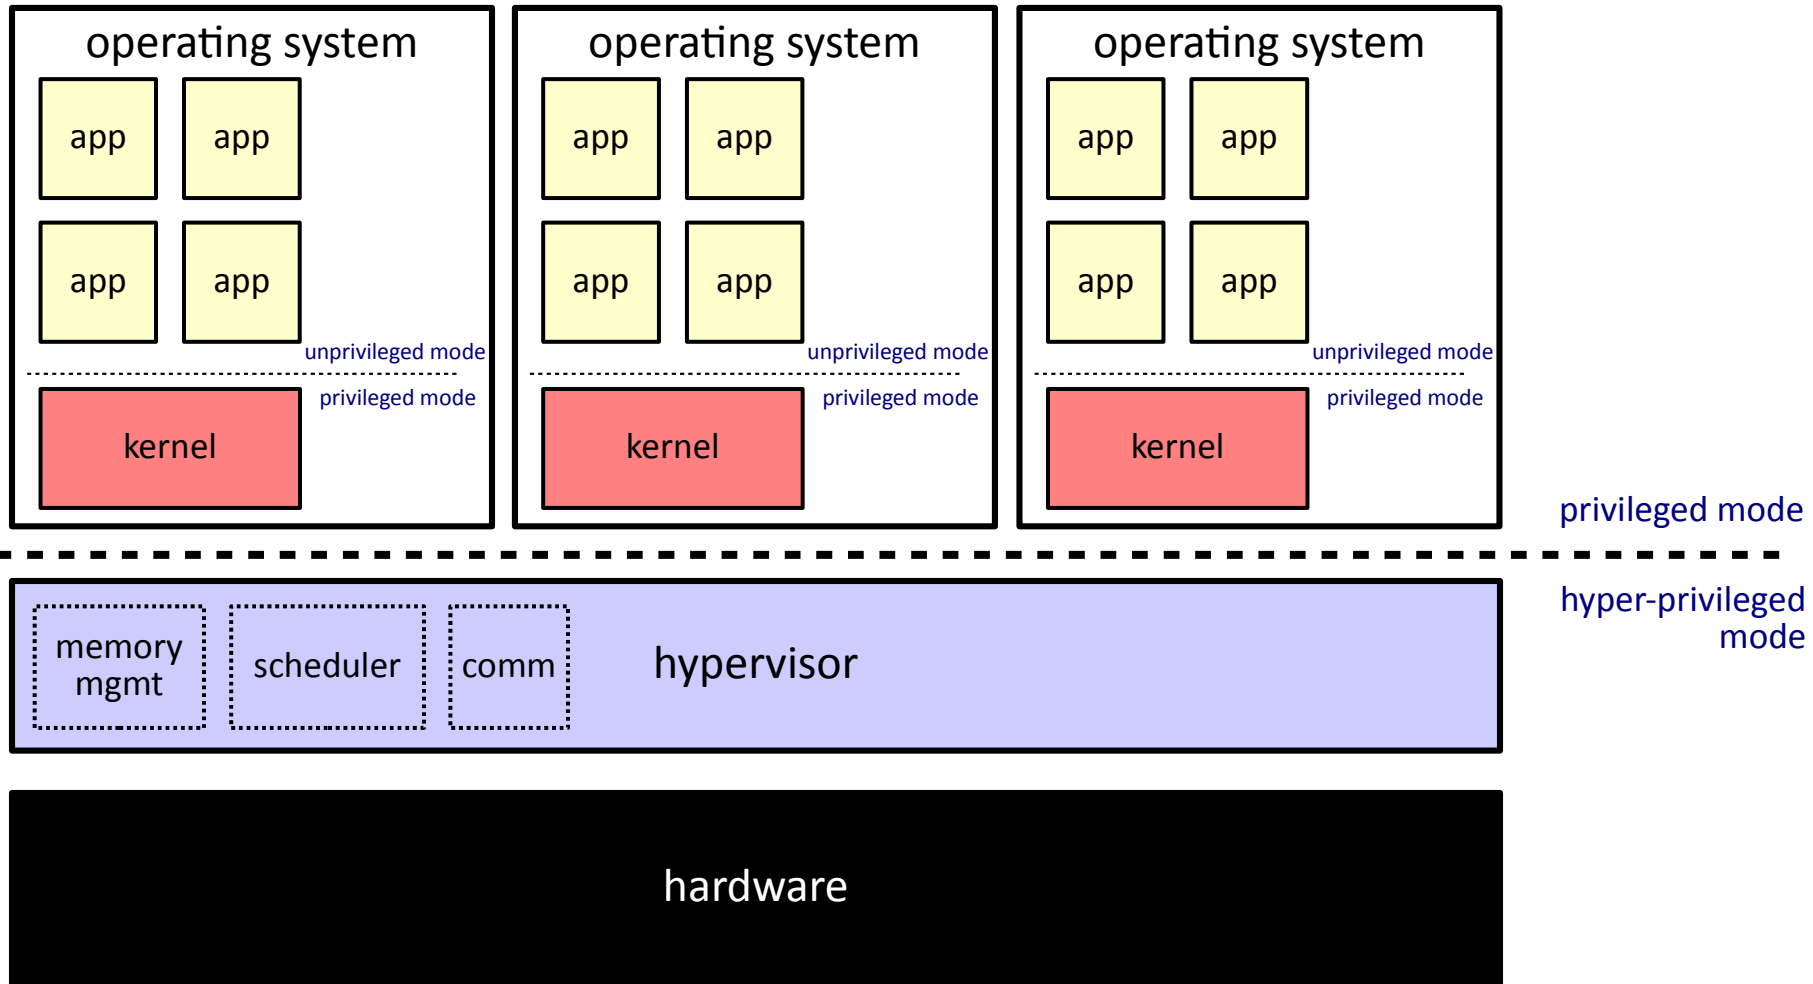 operating system
app app
app app
unprivileged mode
privileged mode
kernel
operating system
app app
app app
unprivileged mode
privileged mode
kernel
operating system
app app
app app
unprivileged mode
privileged mode
kernel
privileged mode
hyper-privileged
mode
memory
mgmt
scheduler
comm
hypervisor
hardware